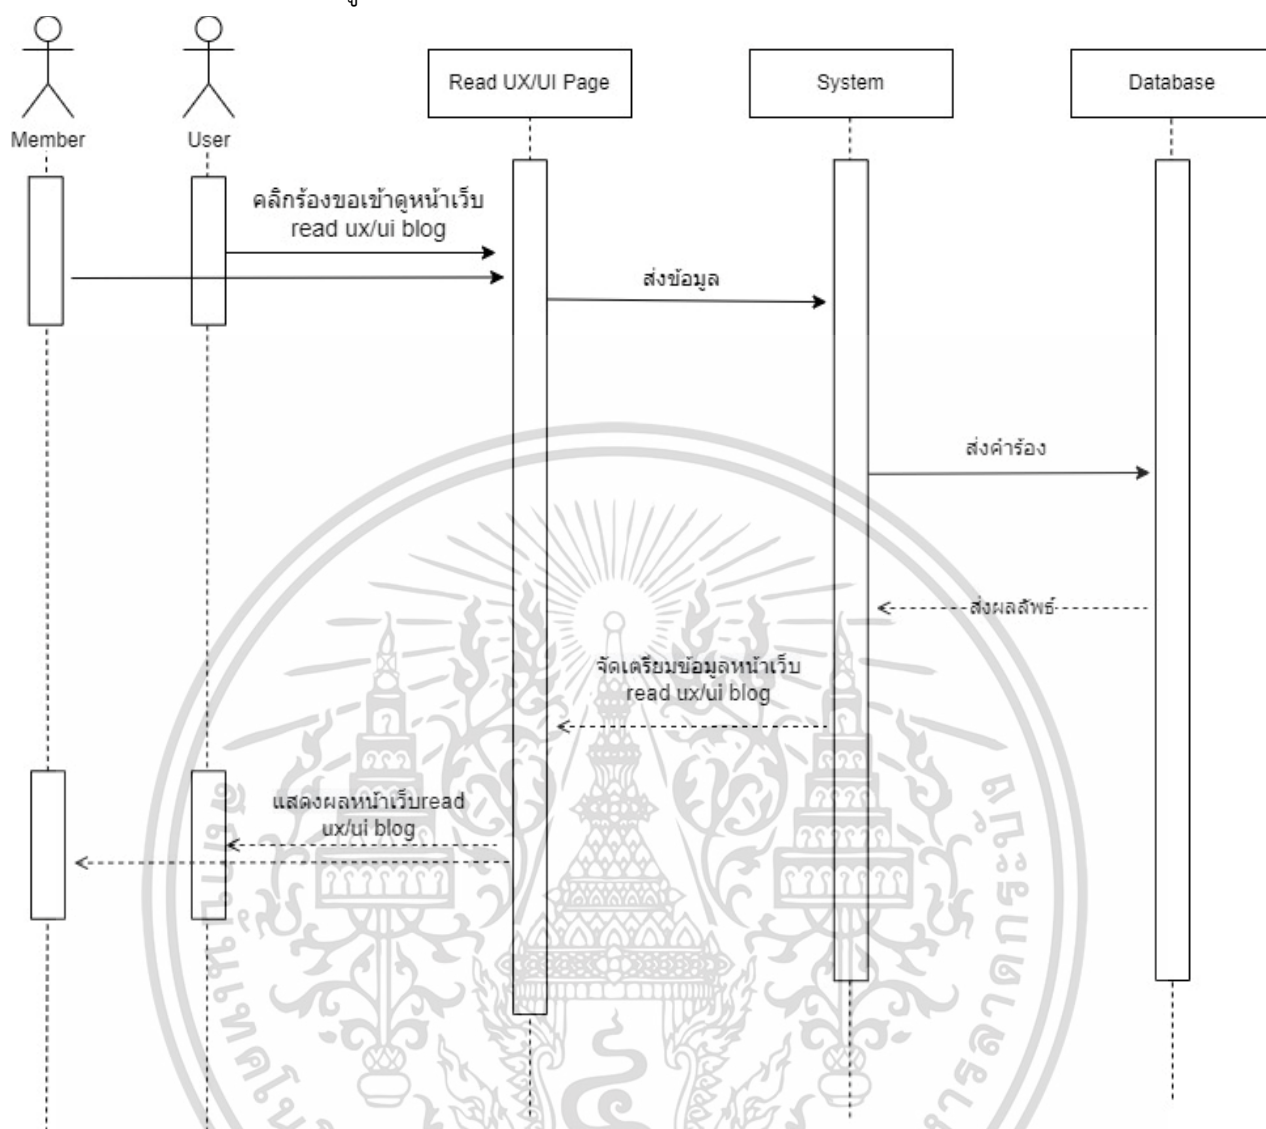 Member
User
Read UX/UI Page
System
Database
คลิกร้องขอเข้าดูหน้าเว็บ
read ux/ui blog
ส่งข้อมูล
ส่งคำร้อง
ส่งผลลัพธ์
จัดเตรียมข้อมูลหน้าเว็บ
read ux/ui blog
แสดงผลหน้าเว็บread
ux/ui blog